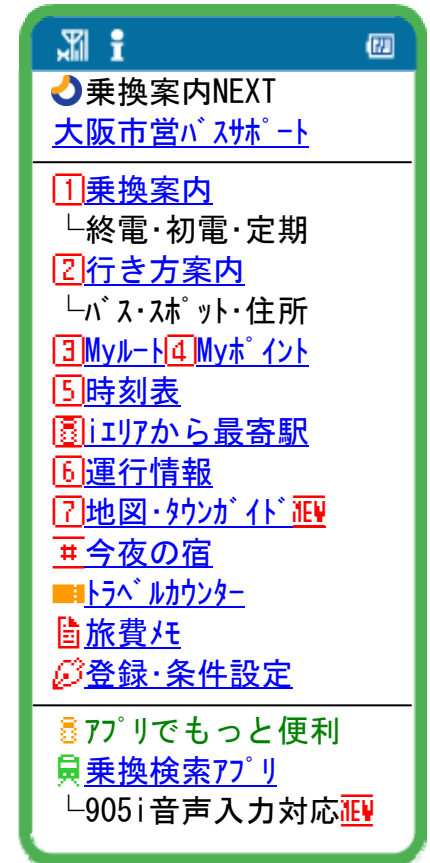 乗換案内NEXT
大阪市営ﾊﾞｽｻﾎﾟｰﾄ
1乗換案内
└終電･初電･定期
2行き方案内
└ﾊﾞｽ･ｽﾎﾟｯﾄ･住所
3Myﾙｰﾄ4Myﾎﾟｲﾝﾄ
5時刻表
iｴﾘｱから最寄駅
6運行情報
7地図･ﾀｳﾝｶﾞｲﾄﾞNEW
#今夜の宿
ﾄﾗﾍﾞﾙｶｳﾝﾀｰ
旅費ﾒﾓ
登録･条件設定
ｱﾌﾟﾘでもっと便利
乗換検索ｱﾌﾟﾘ
└905i音声入力対応NEW